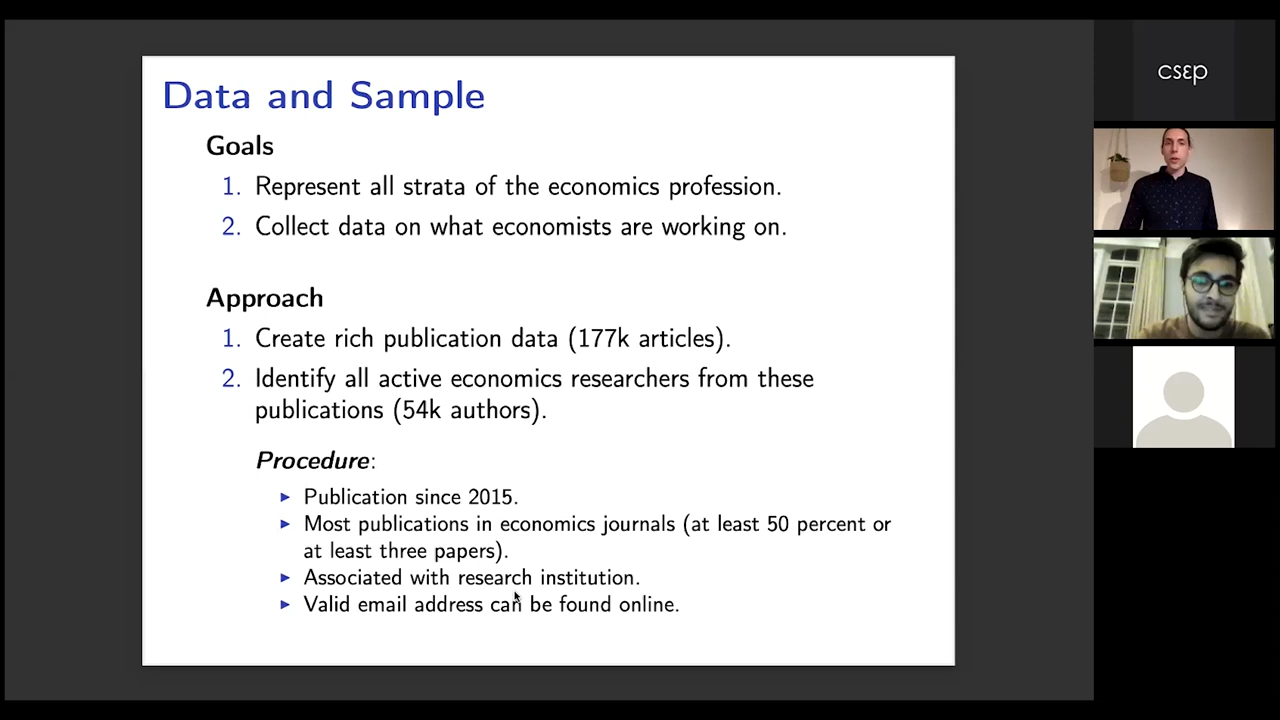 Data and Sample
Goals
1. Represent all strata of the economics profession.
2. Collect data on what economists are working on.
Approach
1. Create rich publication data (177k articles).
2. Identify all active economics researchers from these
publications (54k authors).
Procedure:
▶ Publication since 2015.
▶ Most publications in economics journals (at least 50 percent or
at least three papers).
▶ Associated with research institution.
▶ Valid email address can be found online.
csεp